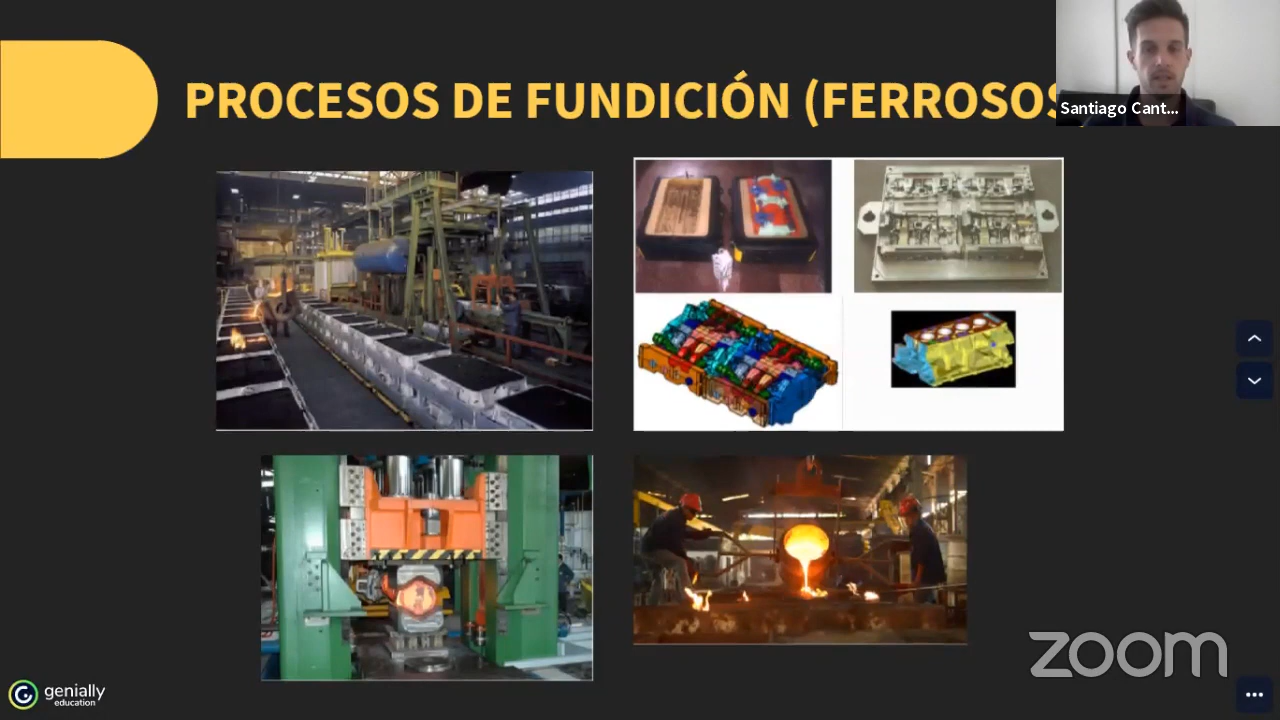 PROCESOS DE FUNDICIÓN (FERROSOS
Santiago Cant...
zoom
genially
education